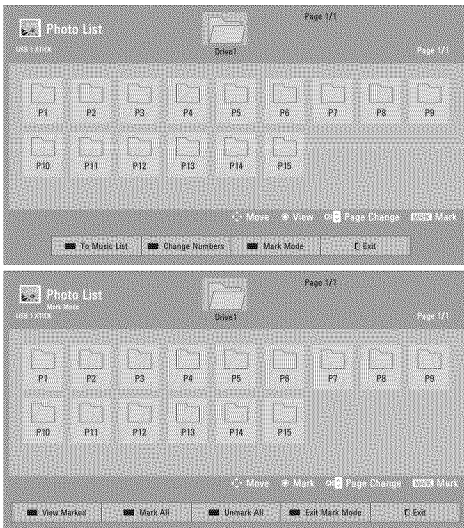 Page 1/1
Photo List
USB 1 STICK
Drive1
Page 1/1
P1 P2 P3 P4 P5 P6 P7 P8 P9
P10 P11 P12 P13 P14 P15
Move View CH Page Change MARK Mark
To Music List Change Numbers Mark Mode Exit
Page 1/1
Photo List
Mark Mode
USB 1 STICK
Drive1
Page 1/1
P1 P2 P3 P4 P5 P6 P7 P8 P9
P10 P11 P12 P13 P14 P15
Move Mark CH Page Change MARK Mark
View Marked Mark All Unmark All Exit Mark Mode Exit